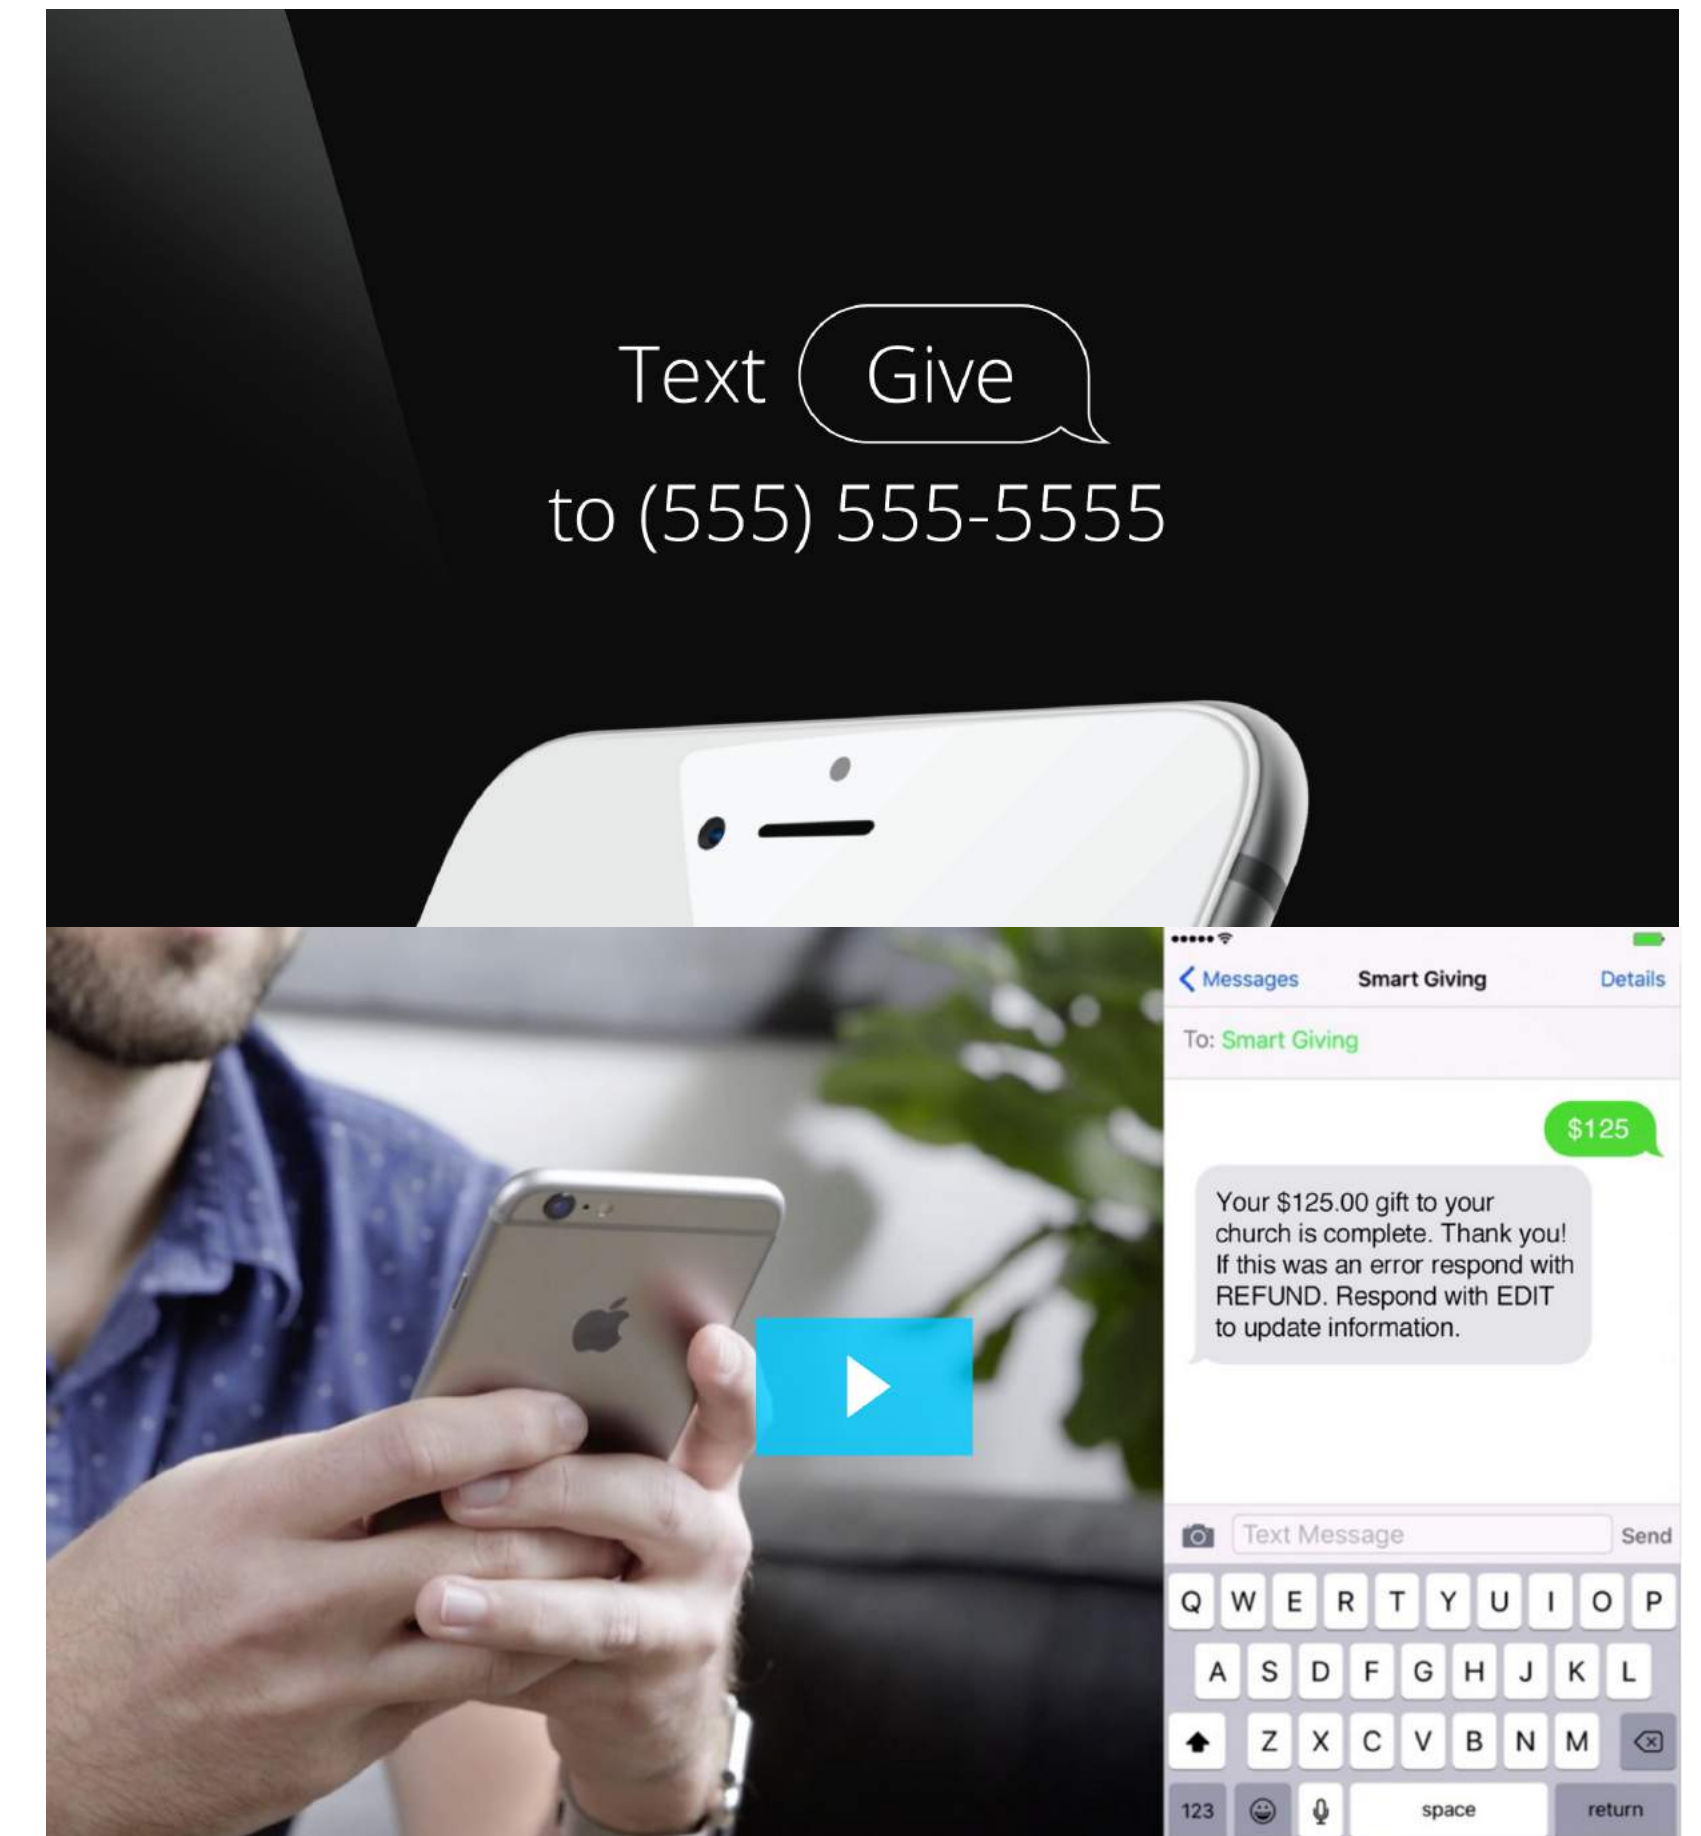 Text Give
to (555) 555-5555
Messages Smart Giving Details
To: Smart Giving
$125
Your $125.00 gift to your
church is complete. Thank you!
If this was an error respond with
REFUND. Respond with EDIT
to update information.
Text Message Send
Q W E R T Y U I O P
A S D F G H J K L
Z X C V B N M
123 space return